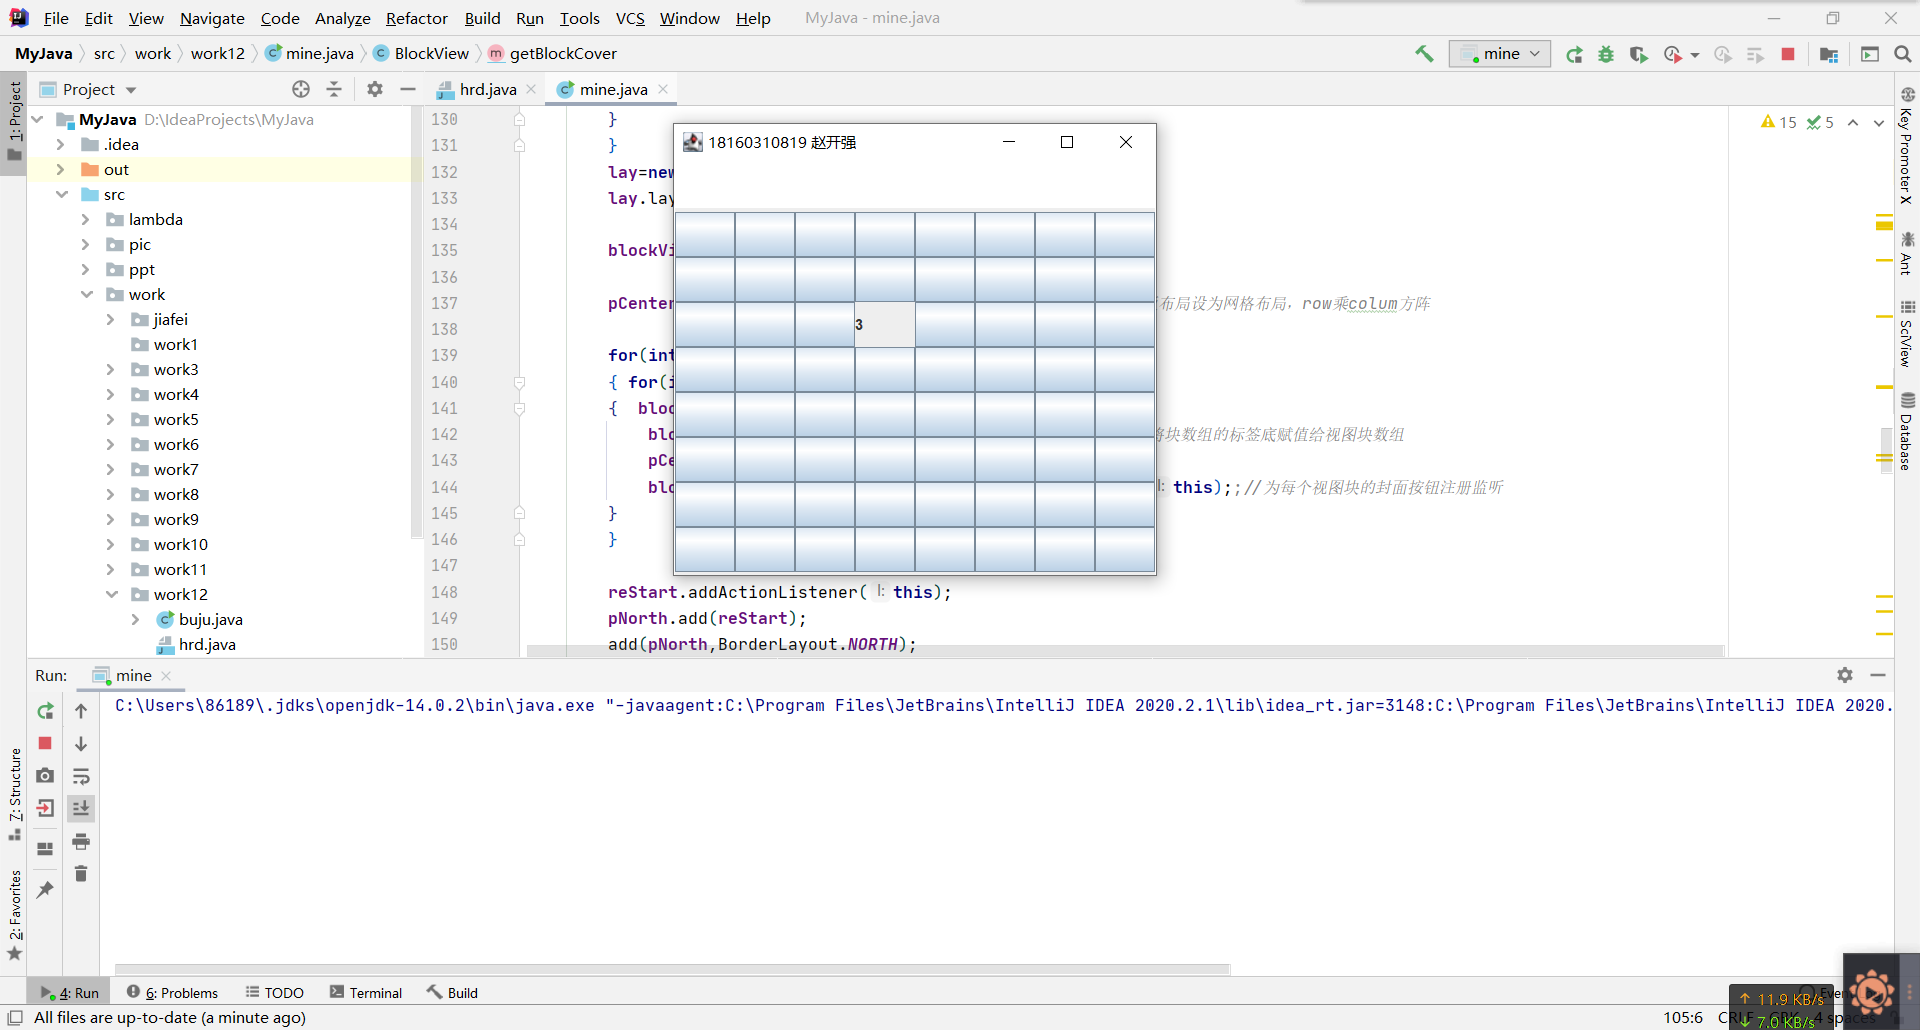 File Edit View Navigate Code Analyze Refactor Build Run Tools VCS Window Help MyJava - mine.java
MyJava src work work12 mine.java BlockView getBlockCover
mine
1: Project
Project
hrd.java
mine.java
MyJava D:\IdeaProjects\MyJava
.idea
out
src
lambda
pic
ppt
work
jiafei
work1
work3
work4
work5
work6
work7
work8
work9
work10
work11
work12
buju.java
hrd.java
15 5
130 }
131 }
132 lay=new
133 lay.lay
134
135 blockVi
136
137 pCenter 布局设为网格布局，row乘colum方阵
138
139 for(int
140 { for(i
141 { bloc
142 blo 将块数组的标签底赋值给视图块数组
143 pCe
144 blo l: this);;//为每个视图块的封面按钮注册监听
145 }
146 }
147
148 reStart.addActionListener( l: this);
149 pNorth.add(reStart);
150 add(pNorth,BorderLayout.NORTH);
18160310819 赵开强
3
Key Promoter X
Ant
SciView
Database
Run: mine
C:\Users\86189\.jdks\openjdk-14.0.2\bin\java.exe "-javaagent:C:\Program Files\JetBrains\IntelliJ IDEA 2020.2.1\lib\idea_rt.jar=3148:C:\Program Files\JetBrains\IntelliJ IDEA 2020.
7: Structure
2: Favorites
4: Run 6: Problems TODO Terminal Build Even
All files are up-to-date (a minute ago)
105:6 CRLF GBK 4 spaces
↑ 11.9 KB/s
↓ 7.0 KB/s